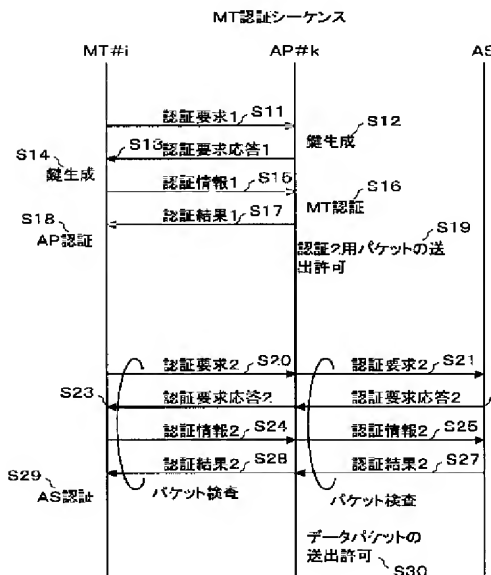 MT認証シーケンス
MT#i
AP#k
AS
認証要求1
S11
S12
鍵生成
S13
認証要求応答1
S14
鍵生成
認証情報1
S15
S16
MT認証
認証結果1
S17
S18
AP認証
S19
認証2用パケットの送
出許可
認証要求2
S20
認証要求2
S21
S23
認証要求応答2
認証要求応答2
認証情報2
S24
認証情報2
S25
認証結果2
S28
認証結果2
S27
S29
AS認証
パケット検査
パケット検査
データパケットの
送出許可
S30